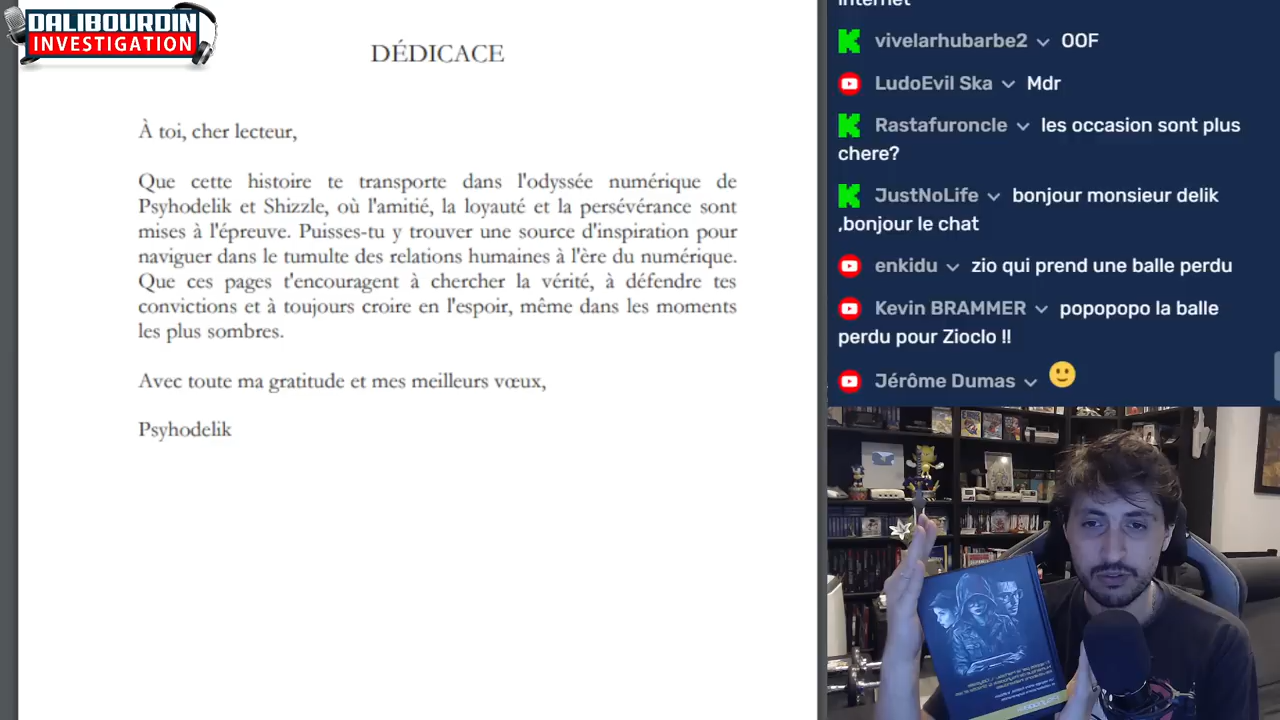 DALIBOURDIN
INVESTIGATION
DÉDICACE
À toi, cher lecteur,
Que cette histoire te transporte dans l'odyssée numérique de
Psyhodelik et Shizzle, où l'amitié, la loyauté et la persévérance sont
mises à l'épreuve. Puisses-tu y trouver une source d'inspiration pour
naviguer dans le tumulte des relations humaines à l'ère du numérique.
Que ces pages t'encouragent à chercher la vérité, à défendre tes
convictions et à toujours croire en l'espoir, même dans les moments
les plus sombres.
Avec toute ma gratitude et mes meilleurs vœux,
Psyhodelik
internet
vivelarhubarbe2 OOF
LudoEvil Ska Mdr
Rastafuroncle les occasion sont plus
chere?
JustNoLife bonjour monsieur delik
,bonjour le chat
enkidu zio qui prend une balle perdu
Kevin BRAMMER popopopo la balle
perdu pour Zioclo !!
Jérôme Dumas